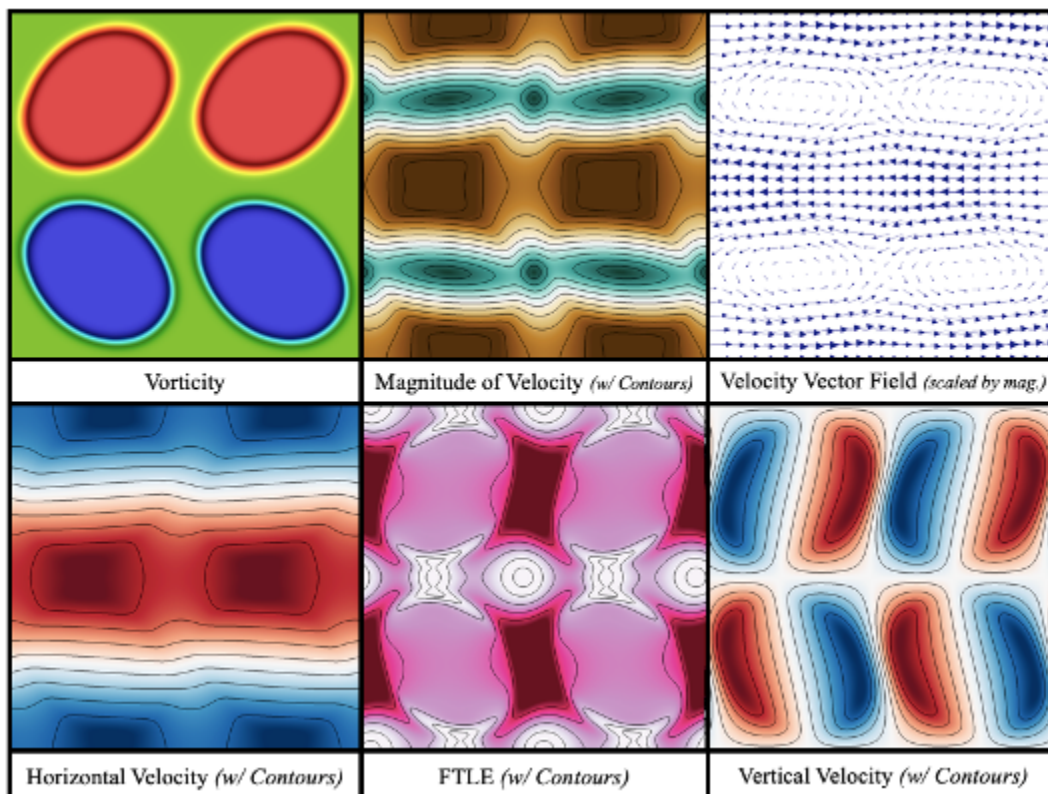 Vorticity
Magnitude of Velocity (w/ Contours)
Velocity Vector Field (scaled by mag.)
Horizontal Velocity (w/ Contours)
FTLE (w/ Contours)
Vertical Velocity (w/ Contours)